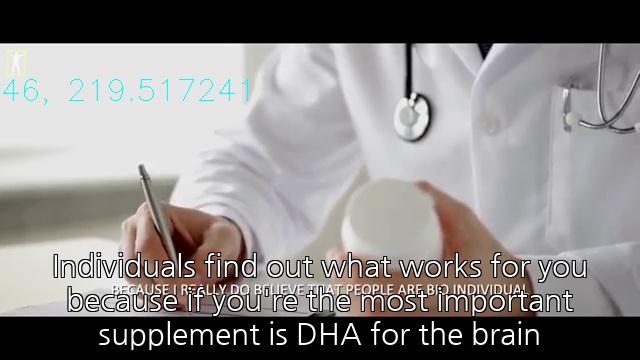 46, 219.517241
Individuals find out what works for you
BECAUSE I REALLY DO BELIEVE THAT PEOPLE ARE BIO INDIVIDUAL
because if you're the most important
supplement is DHA for the brain